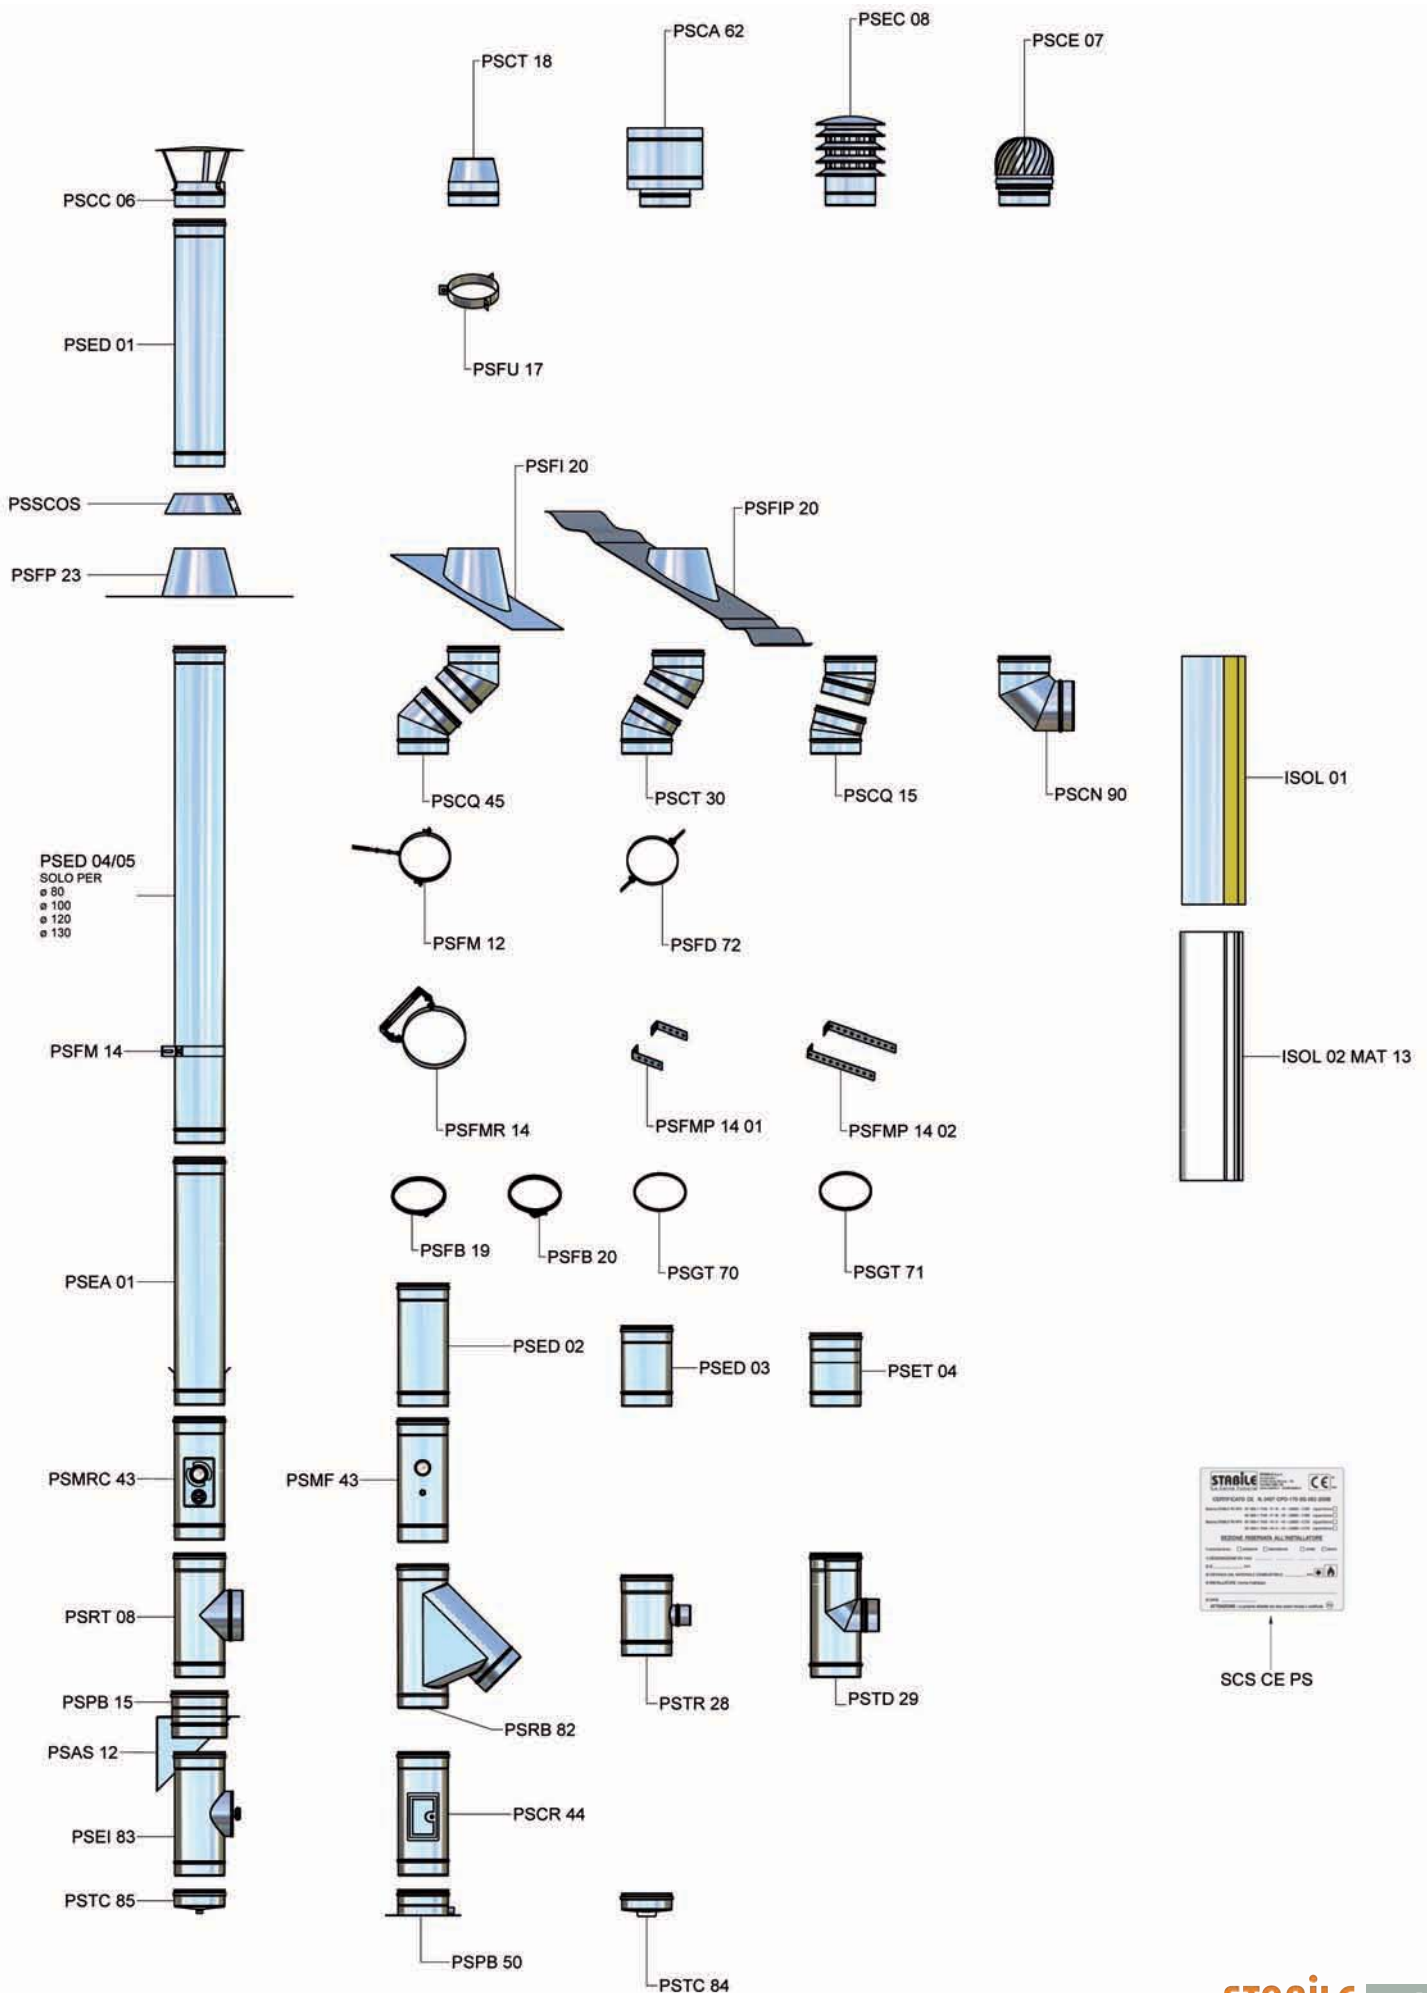 PSEC 08
PSCA 62
PSCE 07
PSCT 18
PSCC 06
PSED 01
PSFU 17
PSFI 20
PSSCOS
PSFIP 20
PSFP 23
ISOL 01
PSCQ 45
PSCT 30
PSCQ 15
PSCN 90
PSED 04/05
SOLO PER
ø 80
ø 100
ø 120
ø 130
PSFM 12
PSFD 72
PSFM 14
ISOL 02 MAT 13
PSFMR 14
PSFMP 14 01
PSFMP 14 02
PSFB 19
PSFB 20
PSGT 70
PSGT 71
PSEA 01
PSED 02
PSED 03
PSET 04
PSMRC 43
PSMF 43
STABILE
CE
SEZIONE RISERVATA ALL'INSTALLATORE
PSRT 08
SCS CE PS
PSPB 15
PSTR 28
PSTD 29
PSRB 82
PSAS 12
PSCR 44
PSEI 83
PSTC 85
PSPB 50
PSTC 84